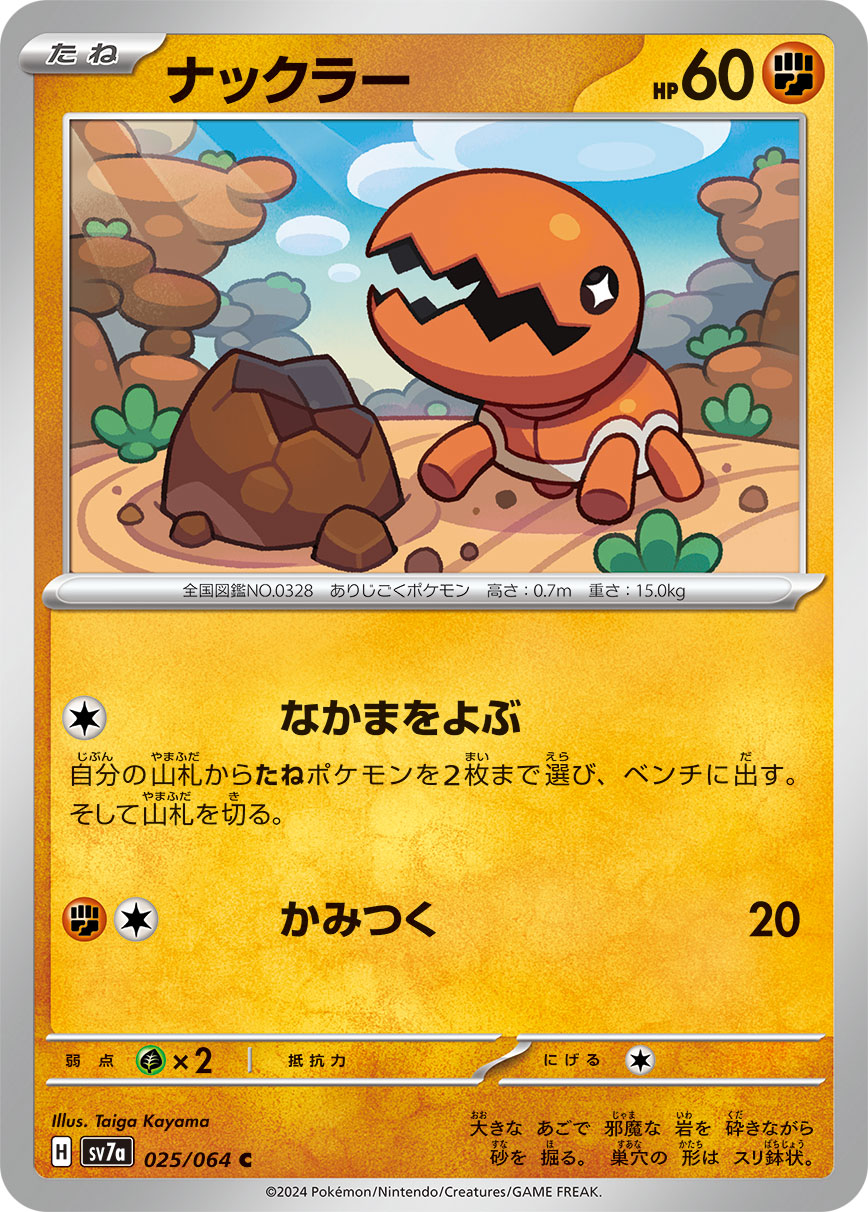 たね
ナックラー
HP60
全国図鑑NO.0328 ありじごくポケモン 高さ:0.7m 重さ:15.0kg
なかまをよぶ
自分の山札からたねポケモンを2枚まで選び、ベンチに出す。
そして山札を切る。
かみつく 20
弱点 ×2 抵抗力 にげる
Illus. Taiga Kayama
大きな あごで 邪魔な 岩を 砕きながら
砂を 掘る。 巣穴の 形は スリ鉢状。
H sv7a 025/064 C
©2024 Pokémon/Nintendo/Creatures/GAME FREAK.